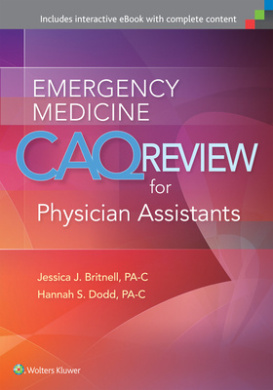 Includes interactive eBook with complete content
EMERGENCY
MEDICINE
CAQ REVIEW
for
Physician Assistants
Jessica J. Britnell, PA-C
Hannah S. Dodd, PA-C
Wolters Kluwer